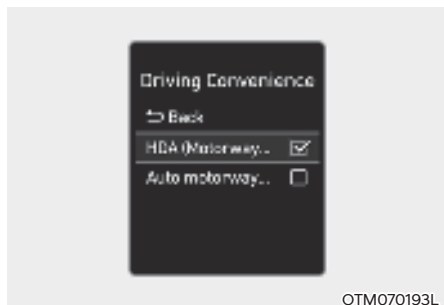 Driving Convenience
Back
HDA (Motorway...
Auto motorway...
OTM070193L